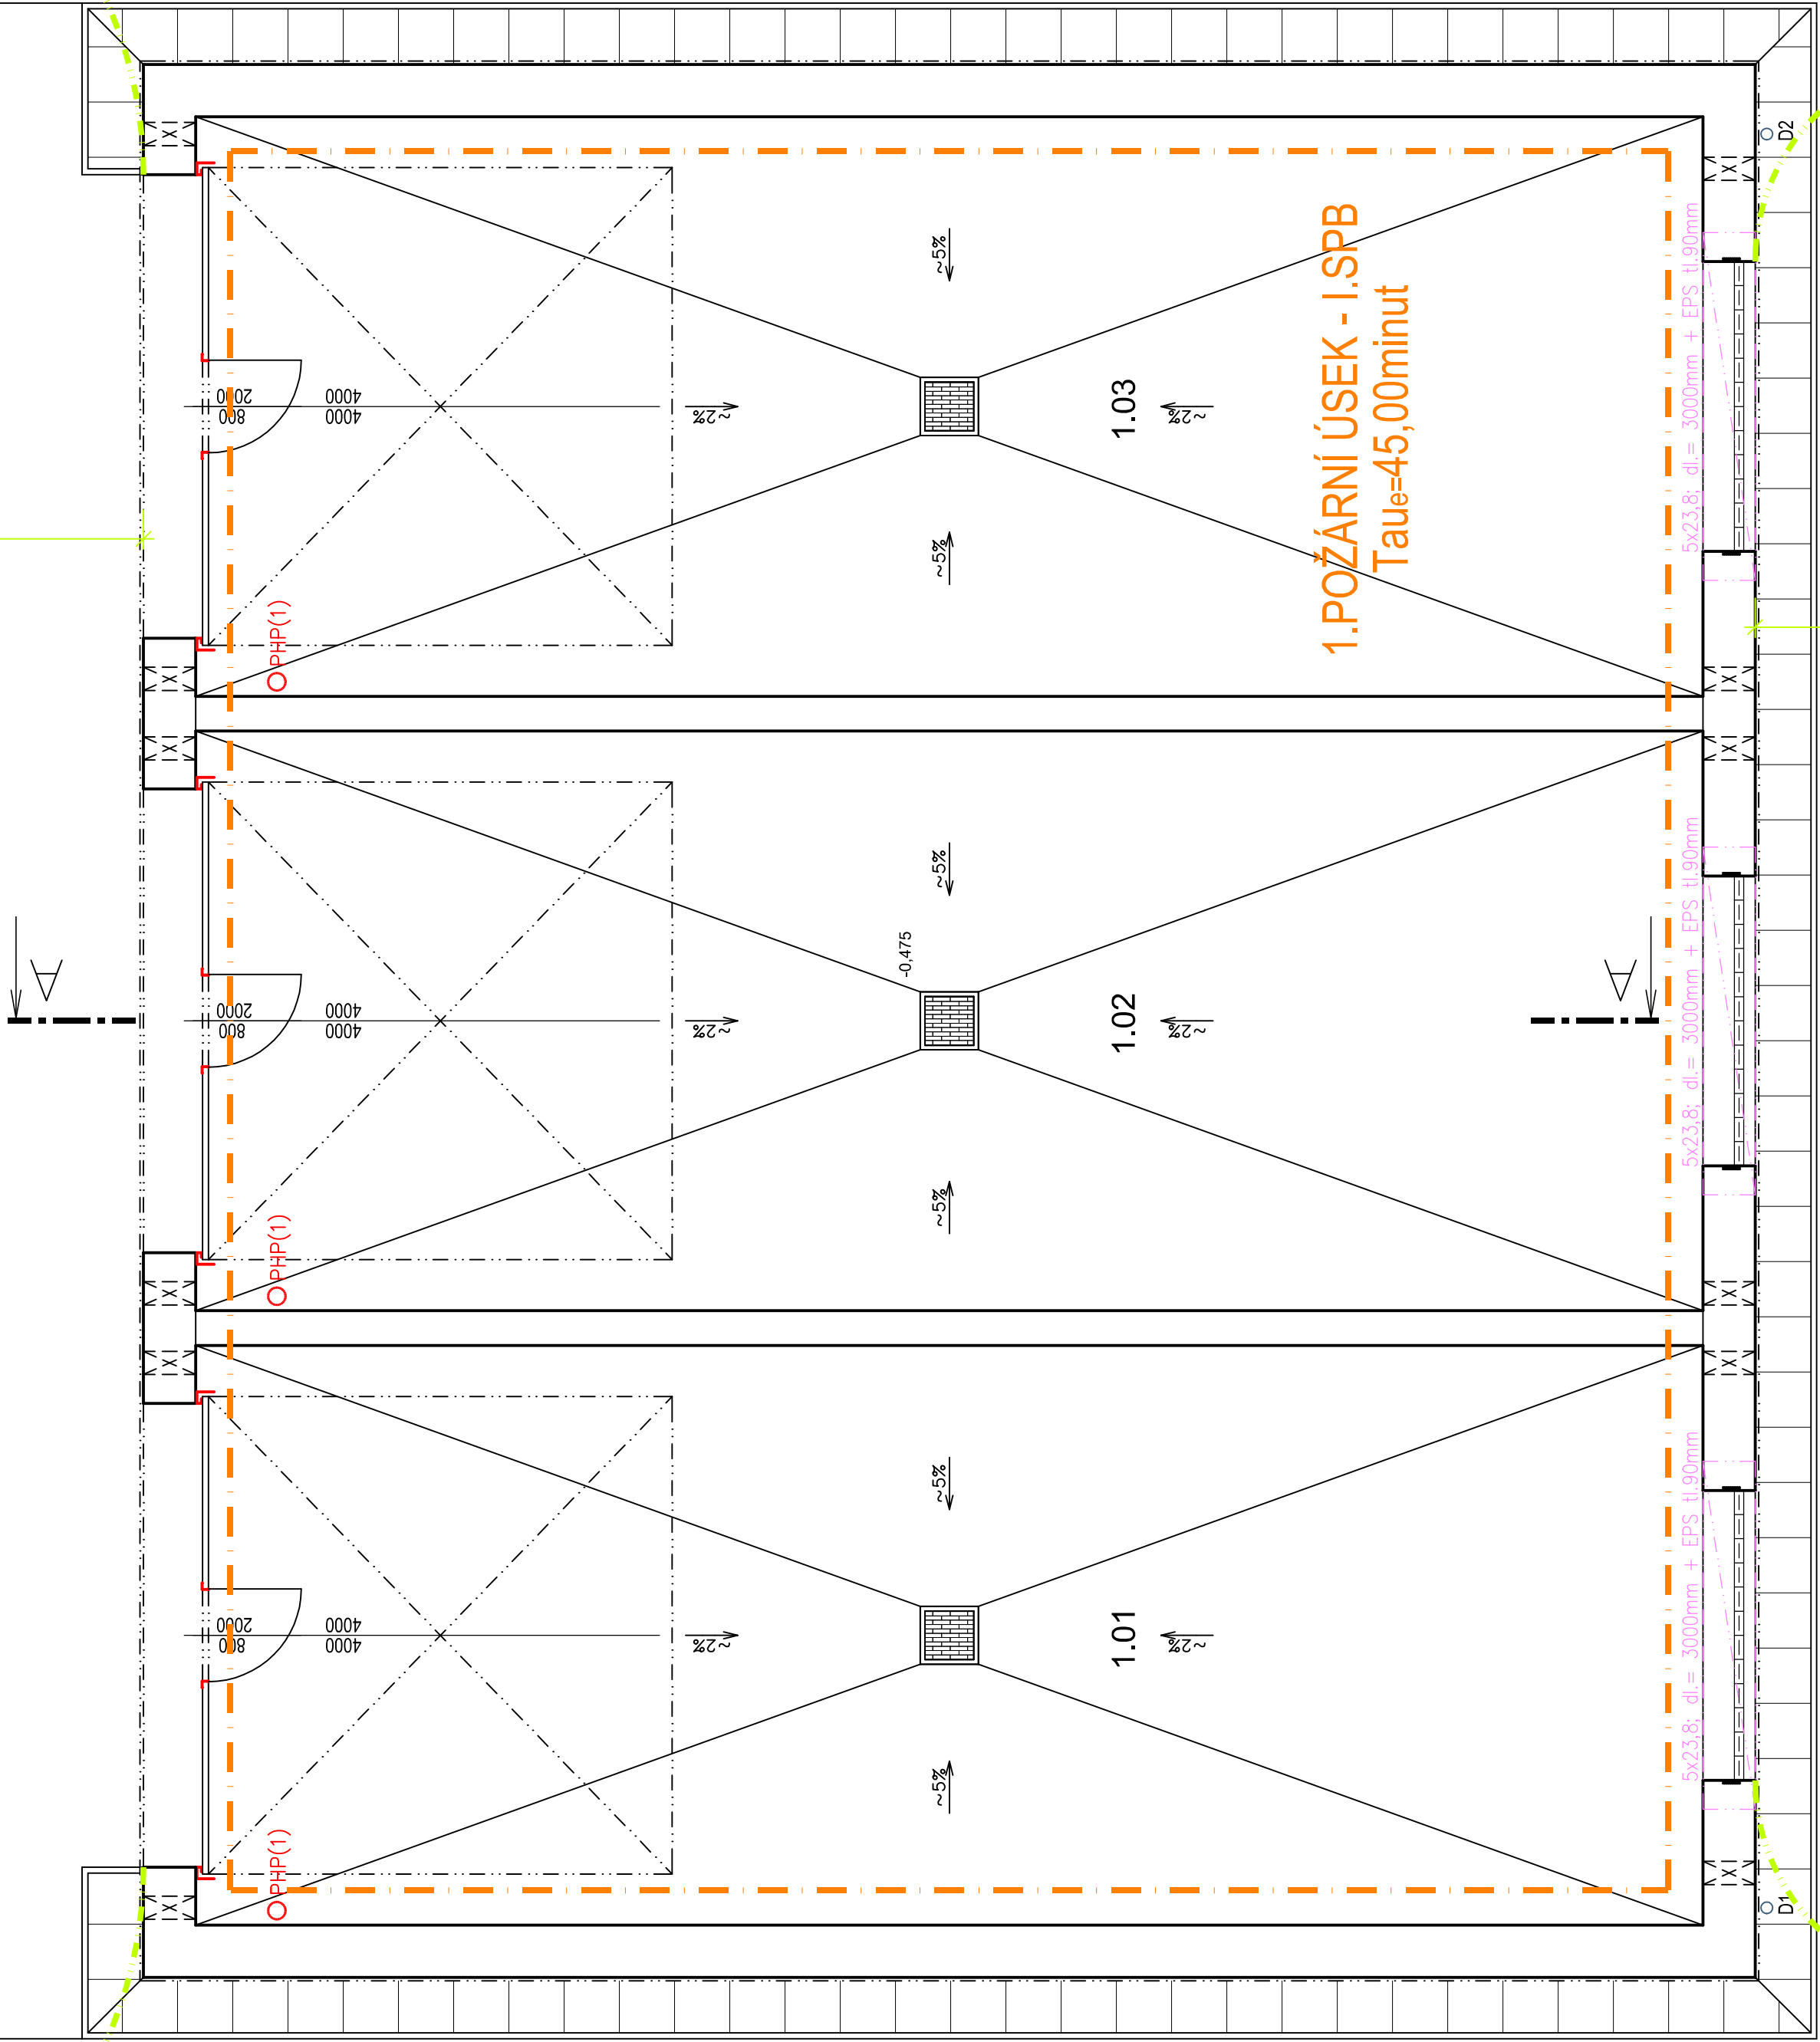 D2
~5%
5x23,8; dl.= 3000mm + EPS tl.90mm
1.POŽÁRNÍ ÚSEK - I.SPB
Taue=45,00minut
800
2000
4000
4000
~2%
1.03
~2%
~5%
PHP(1)
~5%
5x23,8; dl.= 3000mm + EPS tl.90mm
-0,475
A
A
800
2000
4000
4000
~2%
1.02
~2%
~5%
PHP(1)
~5%
5x23,8; dl.= 3000mm + EPS tl.90mm
800
2000
4000
4000
~2%
1.01
~2%
~5%
PHP(1)
D1